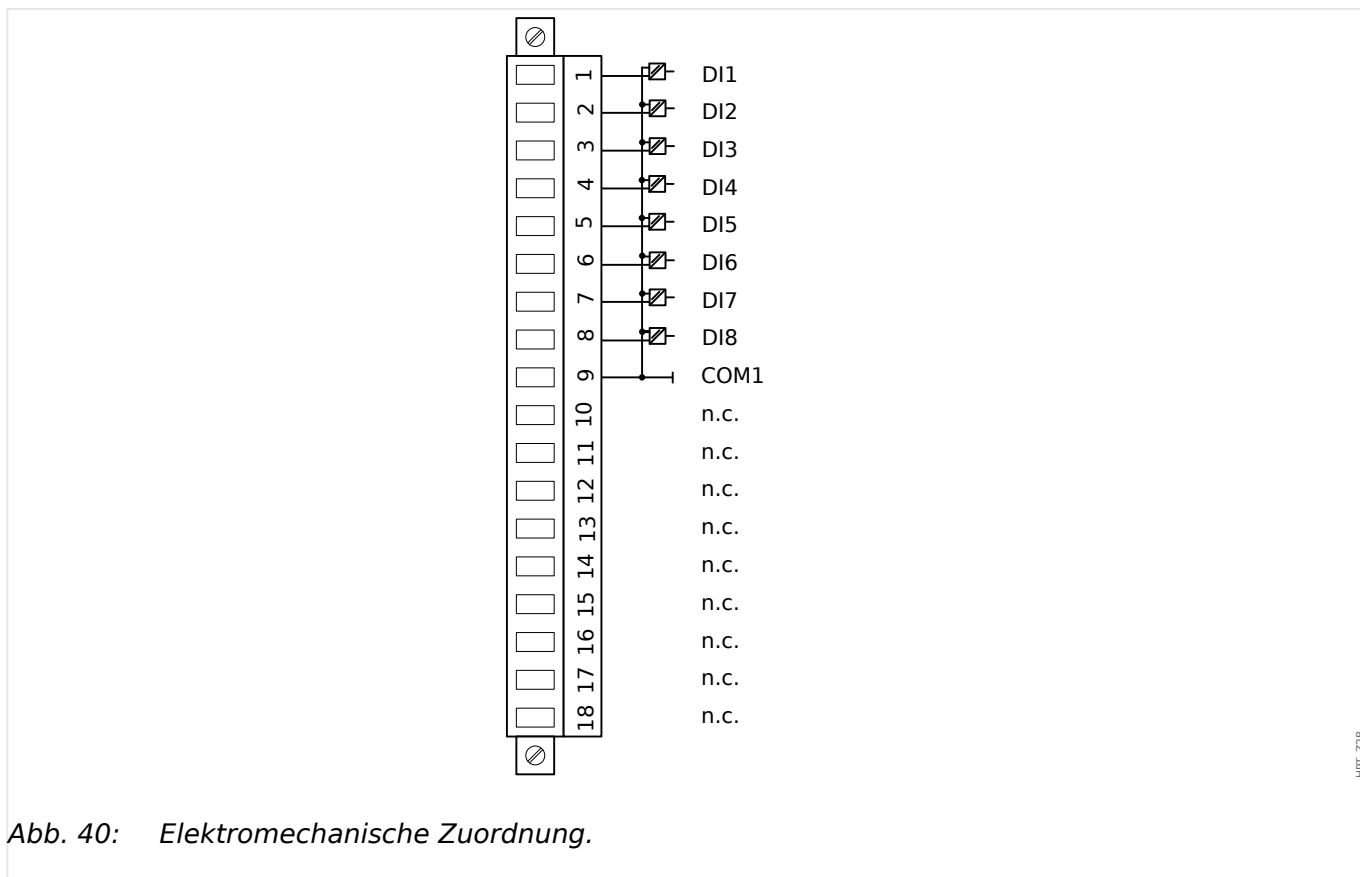 1 DI1
2 DI2
3 DI3
4 DI4
5 DI5
6 DI6
7 DI7
8 DI8
9 COM1
10 n.c.
11 n.c.
12 n.c.
13 n.c.
14 n.c.
15 n.c.
16 n.c.
17 n.c.
18 n.c.
Abb. 40: Elektromechanische Zuordnung.